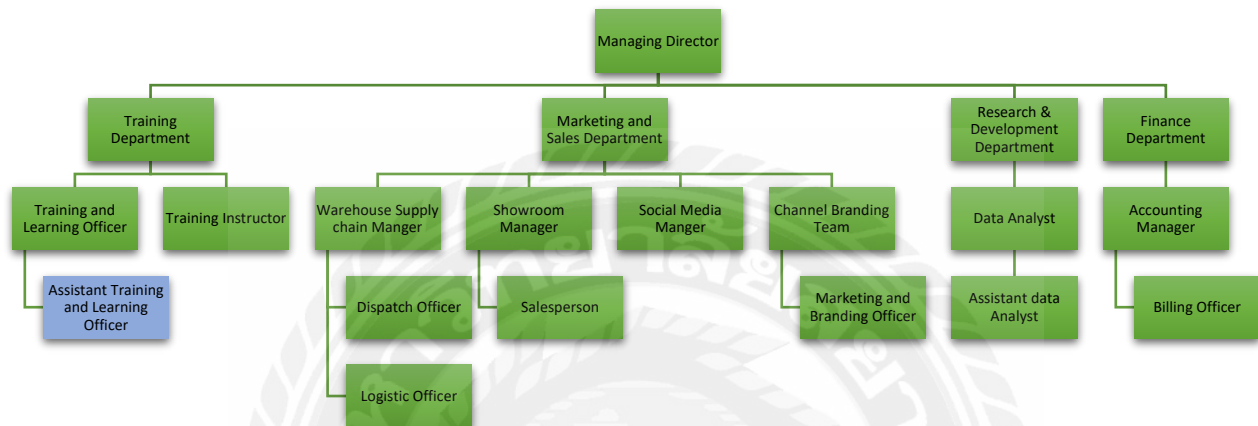 Managing Director
Training
Department
Marketing and
Sales Department
Research &
Development
Department
Finance
Department
Training and
Learning Officer
Training Instructor
Warehouse Supply
chain Manger
Showroom
Manager
Social Media
Manger
Channel Branding
Team
Data Analyst
Accounting
Manager
Assistant Training
and Learning
Officer
Dispatch Officer
Salesperson
Marketing and
Branding Officer
Assistant data
Analyst
Billing Officer
Logistic Officer